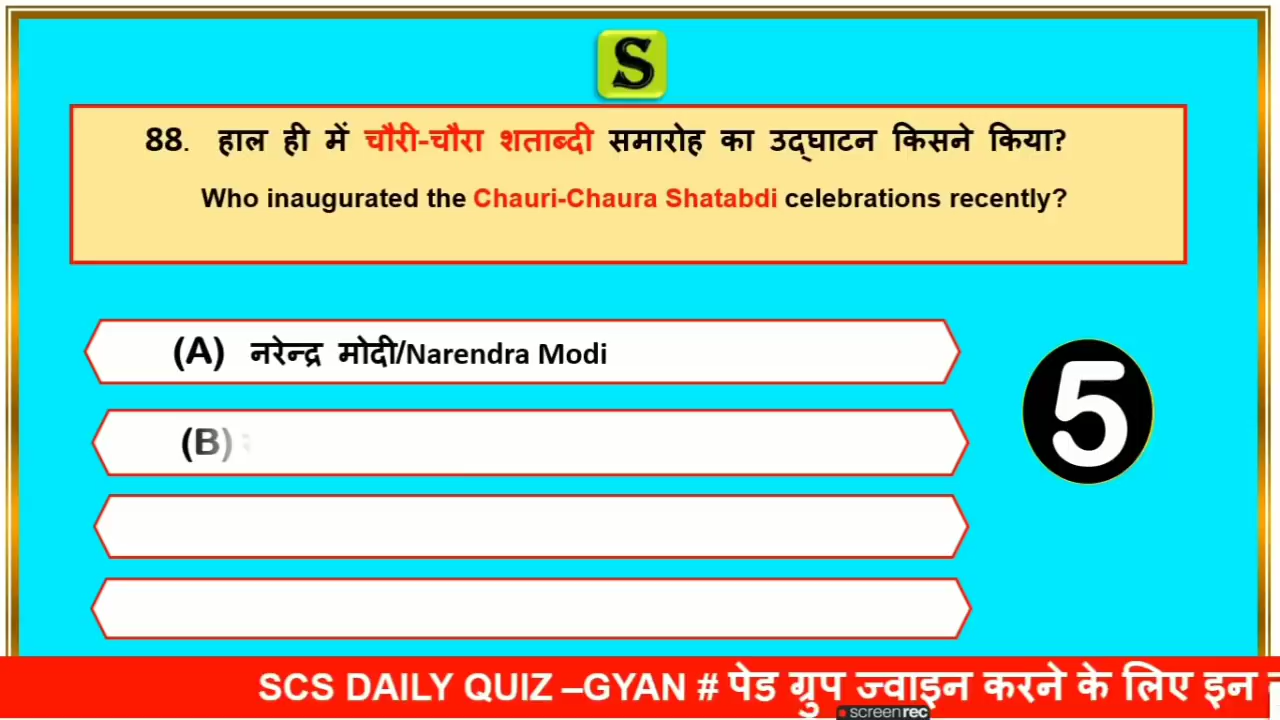 S
88. हाल ही में चौरी-चौरा शताब्दी समारोह का उद्घाटन किसने किया?
Who inaugurated the Chauri-Chaura Shatabdi celebrations recently?
(A) नरेन्द्र मोदी/Narendra Modi
5
(B)
SCS DAILY QUIZ –GYAN # पेड ग्रुप ज्वाइन करने के लिए इन
screenrec